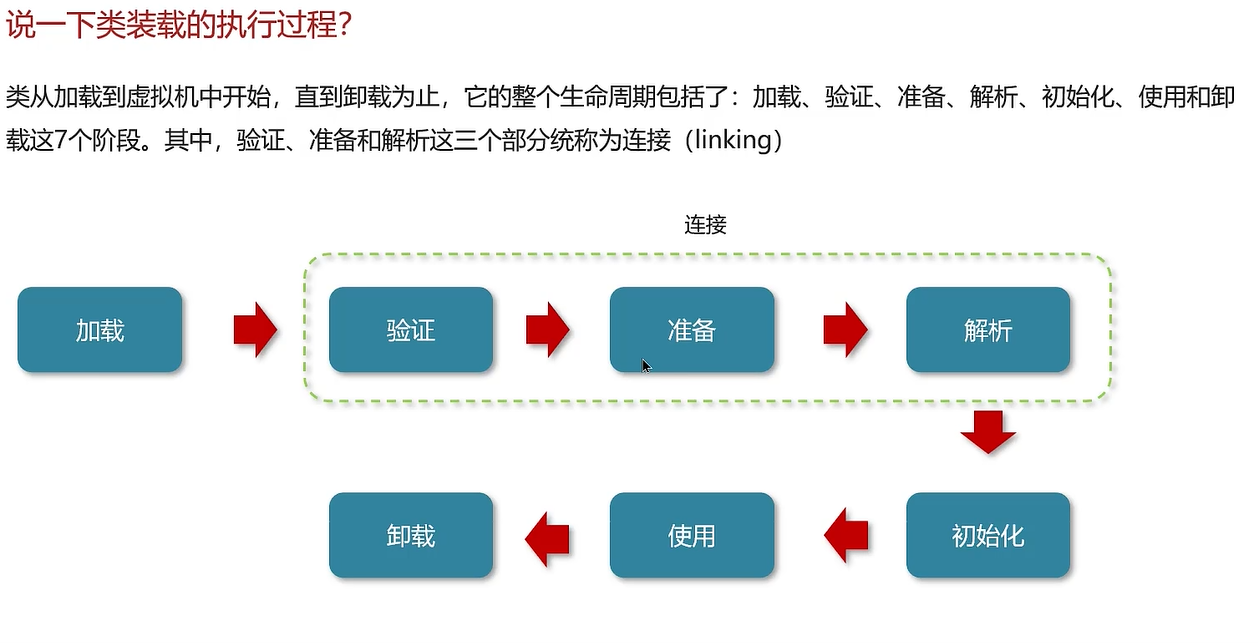 说一下类装载的执行过程?
类从加载到虚拟机中开始，直到卸载为止，它的整个生命周期包括了：加载、验证、准备、解析、初始化、使用和卸
载这7个阶段。其中，验证、准备和解析这三个部分统称为连接（linking）
连接
加载
验证
准备
解析
卸载
使用
初始化